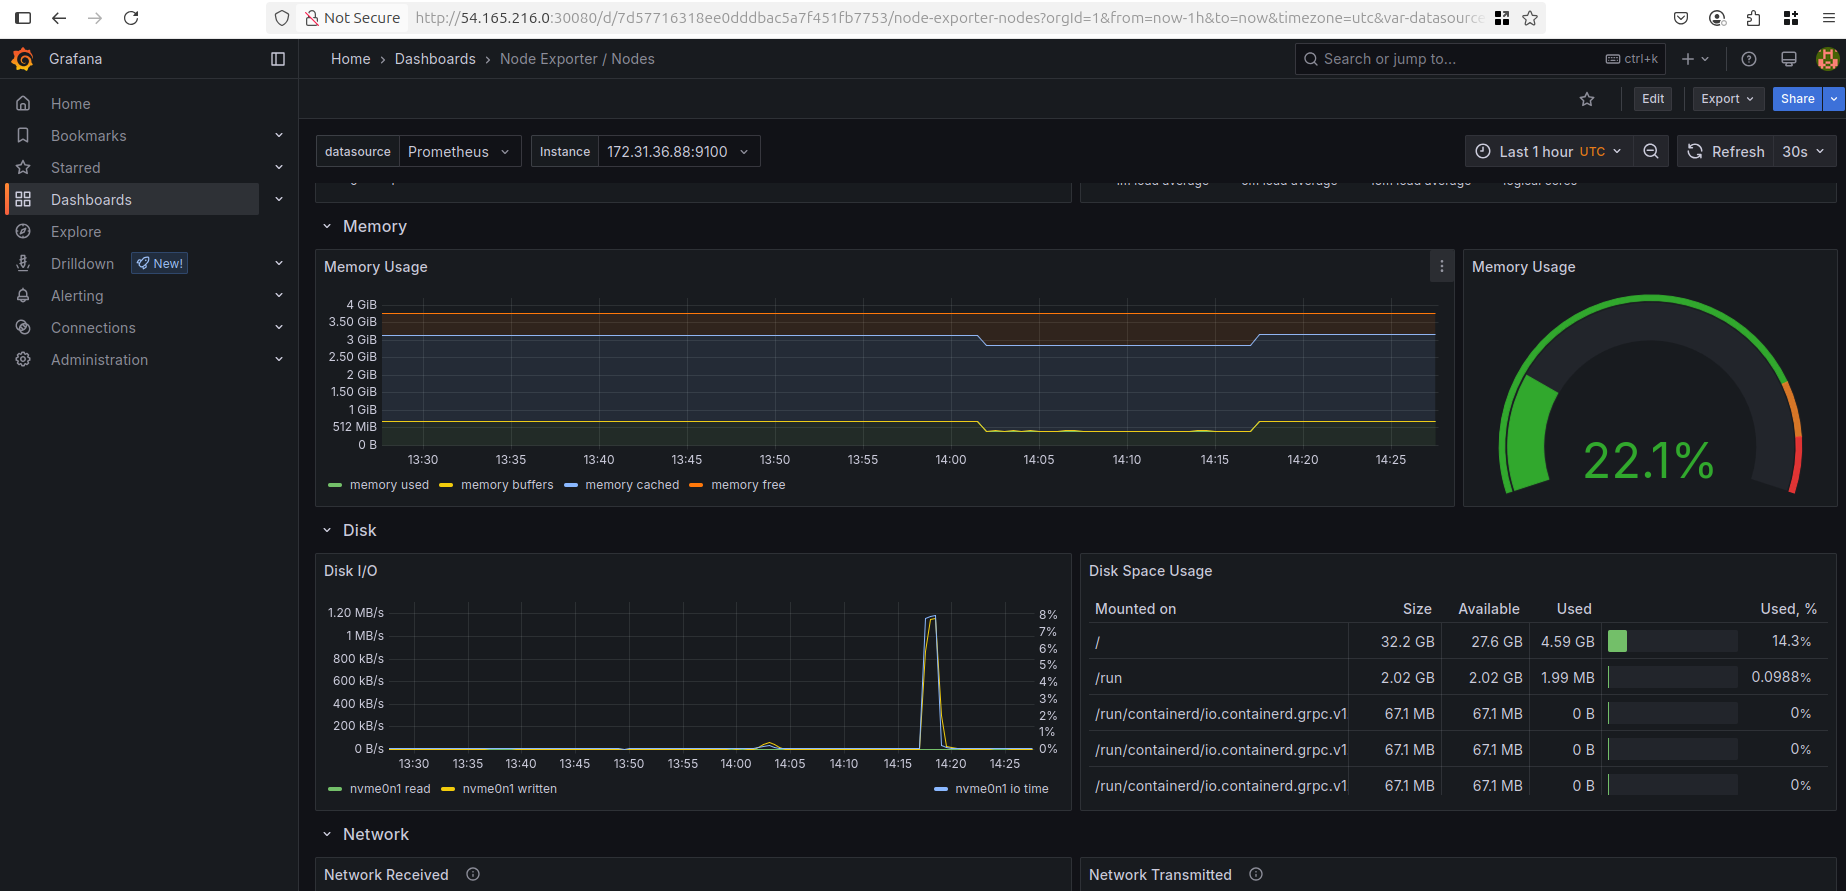 Not Secure http://54.165.216.0:30080/d/7d57716318ee0dddbac5a7f451fb7753/node-exporter-nodes?orgId=1&from=now-1h&to=now&timezone=utc&var-datasource
Grafana
Home › Dashboards › Node Exporter / Nodes
Search or jump to... ctrl+k
Home
Bookmarks
Starred
Dashboards
Explore
Drilldown New!
Alerting
Connections
Administration
Edit Export Share
datasource Prometheus Instance 172.31.36.88:9100
Last 1 hour UTC Refresh 30s
1m load average 5m load average 15m load average logical cores
Memory
Memory Usage
4 GiB
3.50 GiB
3 GiB
2.50 GiB
2 GiB
1.50 GiB
1 GiB
512 MiB
0 B
13:30 13:35 13:40 13:45 13:50 13:55 14:00 14:05 14:10 14:15 14:20 14:25
memory used memory buffers memory cached memory free
Memory Usage
22.1%
Disk
Disk I/O
1.20 MB/s
1 MB/s
800 kB/s
600 kB/s
400 kB/s
200 kB/s
0 B/s
8%
7%
6%
5%
4%
3%
2%
1%
0%
13:30 13:35 13:40 13:45 13:50 13:55 14:00 14:05 14:10 14:15 14:20 14:25
nvme0n1 read nvme0n1 written nvme0n1 io time
Disk Space Usage
Mounted on Size Available Used Used, %
/ 32.2 GB 27.6 GB 4.59 GB 14.3%
/run 2.02 GB 2.02 GB 1.99 MB 0.0988%
/run/containerd/io.containerd.grpc.v1 67.1 MB 67.1 MB 0 B 0%
/run/containerd/io.containerd.grpc.v1 67.1 MB 67.1 MB 0 B 0%
/run/containerd/io.containerd.grpc.v1 67.1 MB 67.1 MB 0 B 0%
Network
Network Received
Network Transmitted